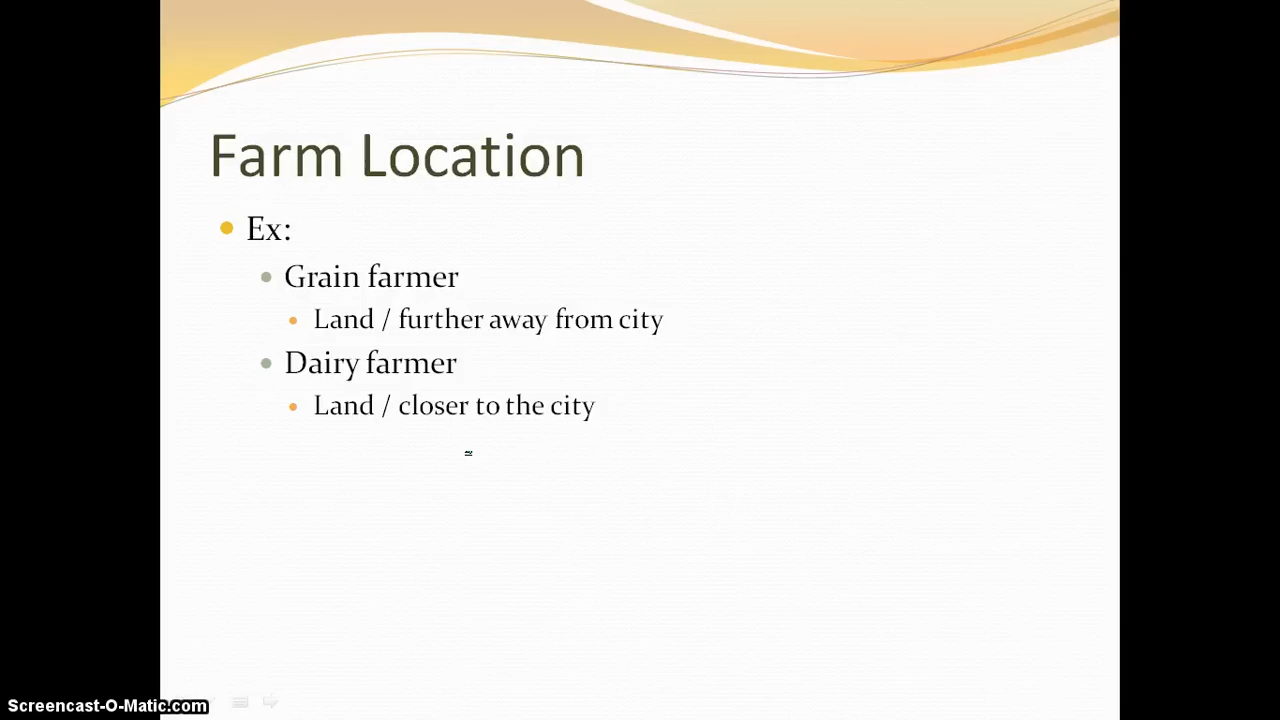 Farm Location
Ex:
Grain farmer
Land / further away from city
Dairy farmer
Land / closer to the city
Screencast-O-Matic.com